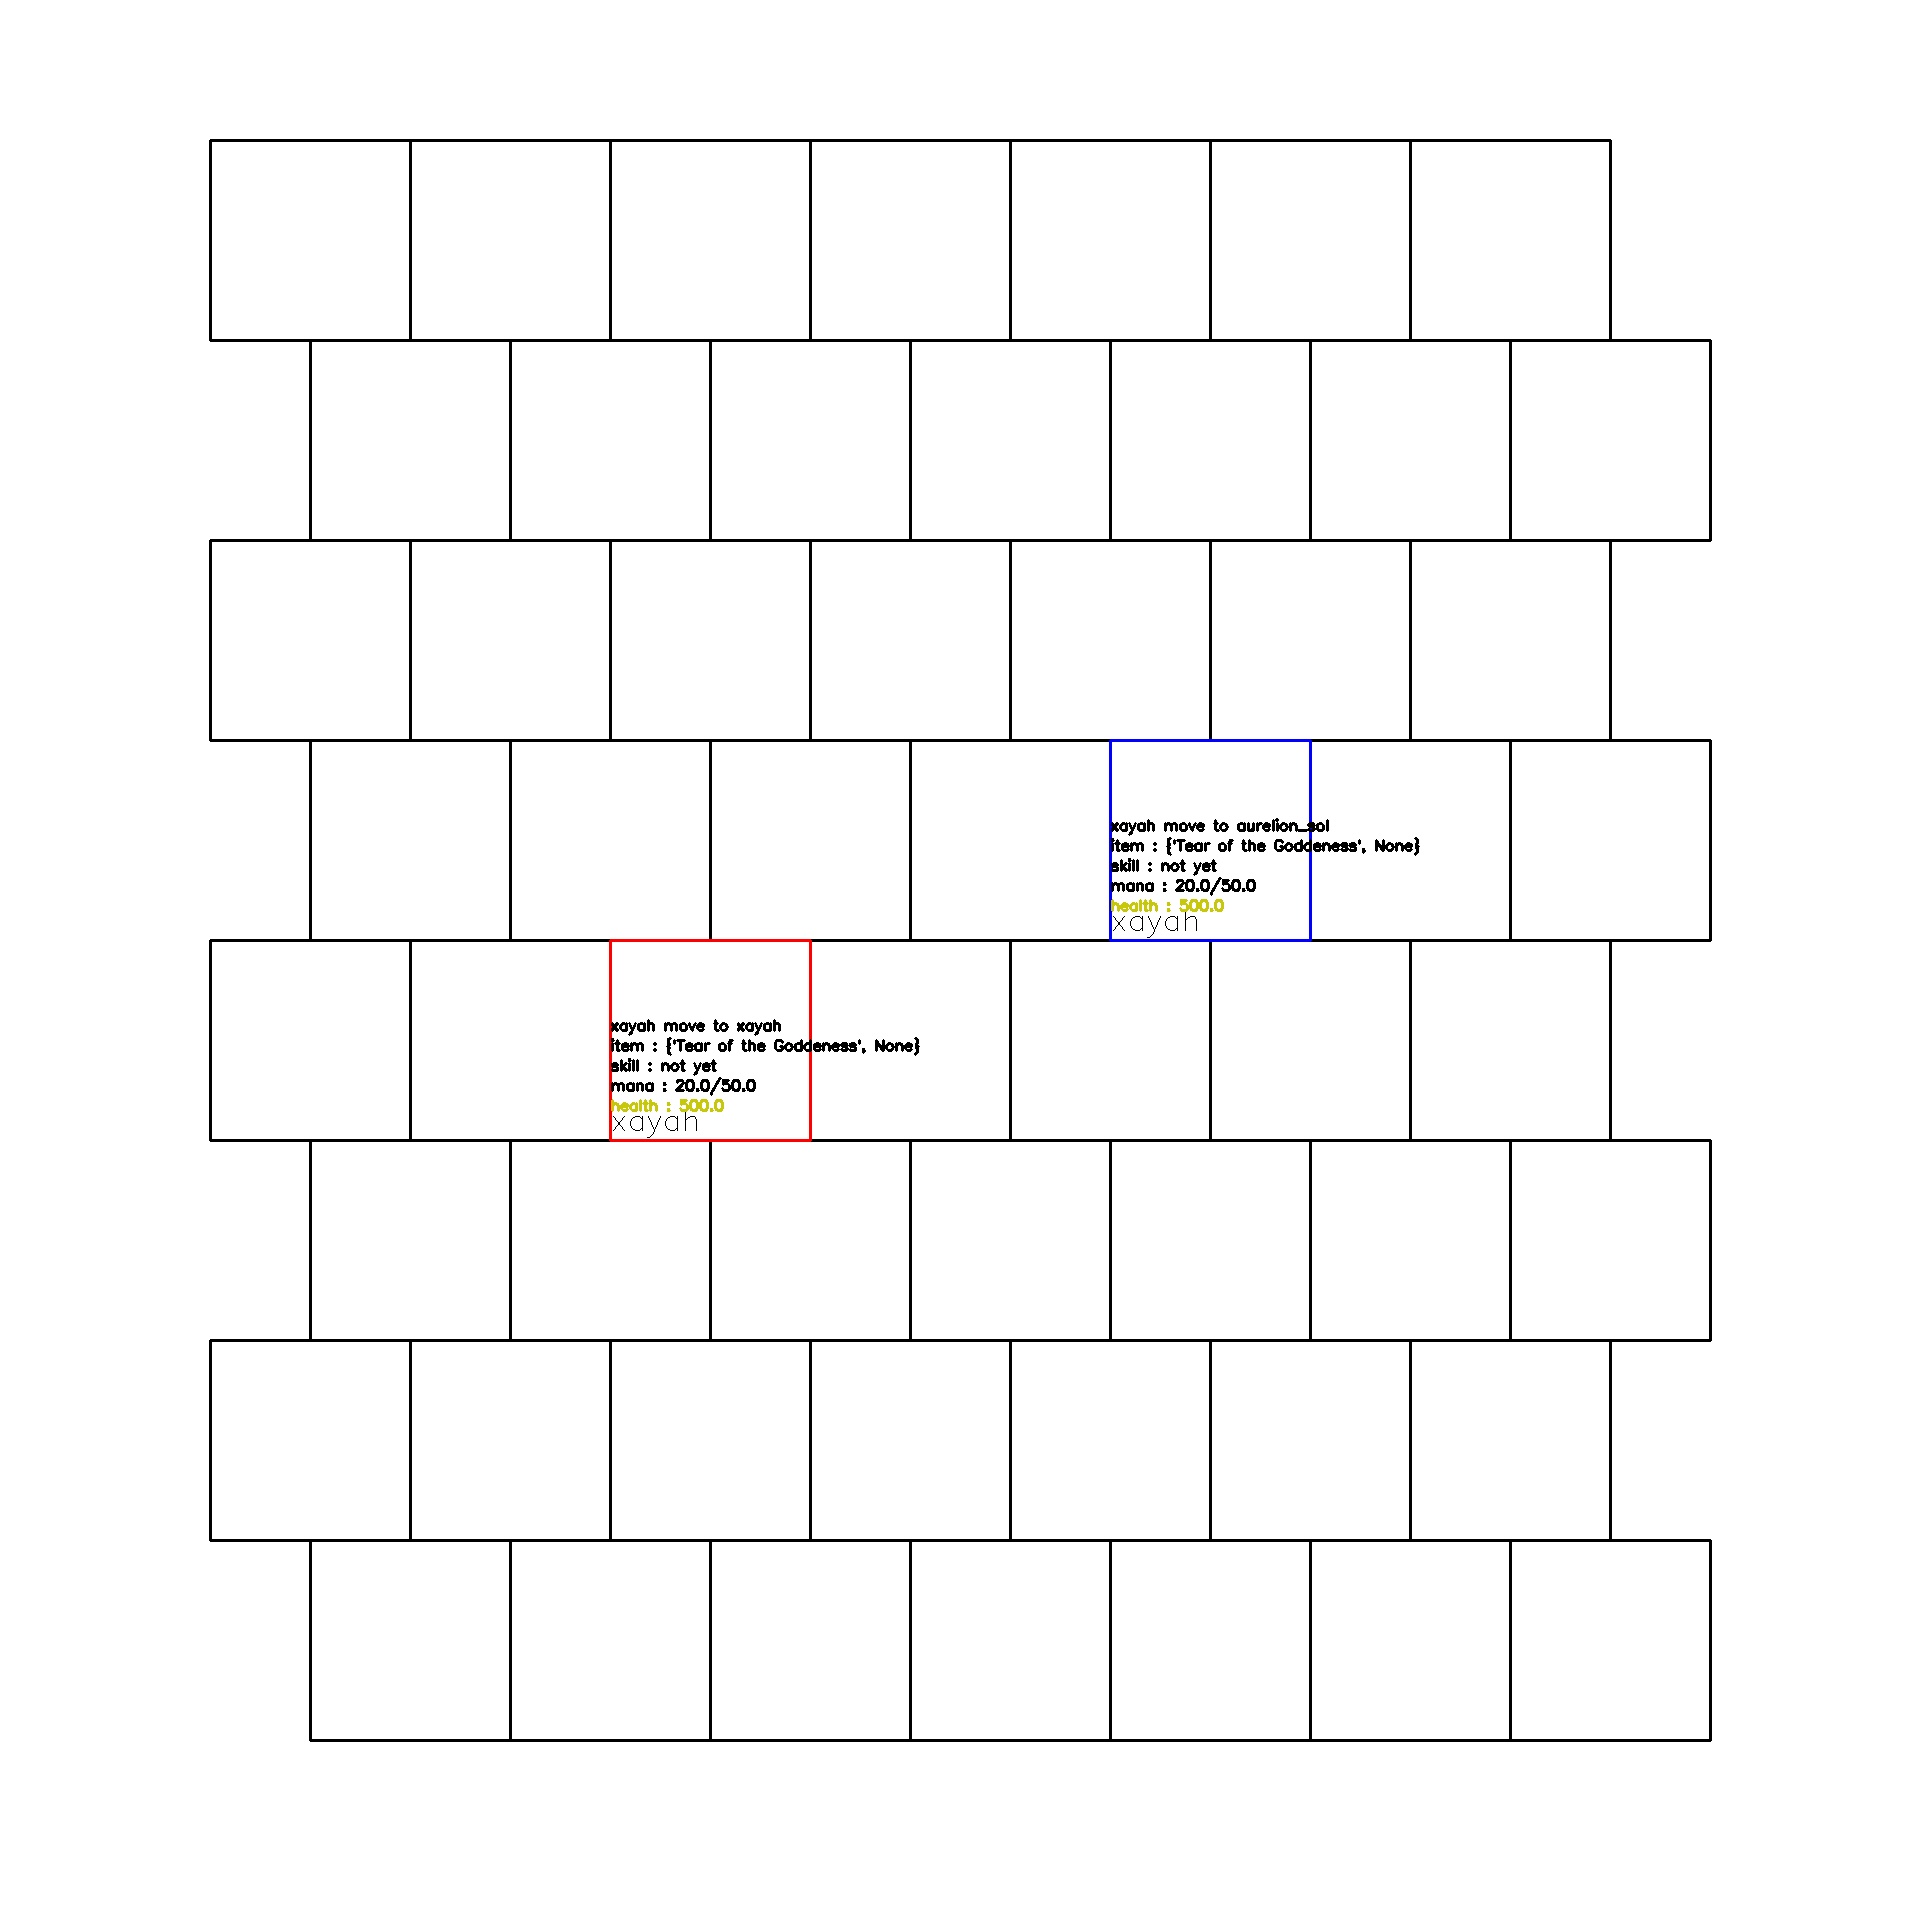 xayah move to aurelion_sol
item : {'Tear of the Goddeness', None}
skill : not yet
mana : 20.0/50.0
health : 500.0
xayah
xayah move to xayah
item : {'Tear of the Goddeness', None}
skill : not yet
mana : 20.0/50.0
health : 500.0
xayah